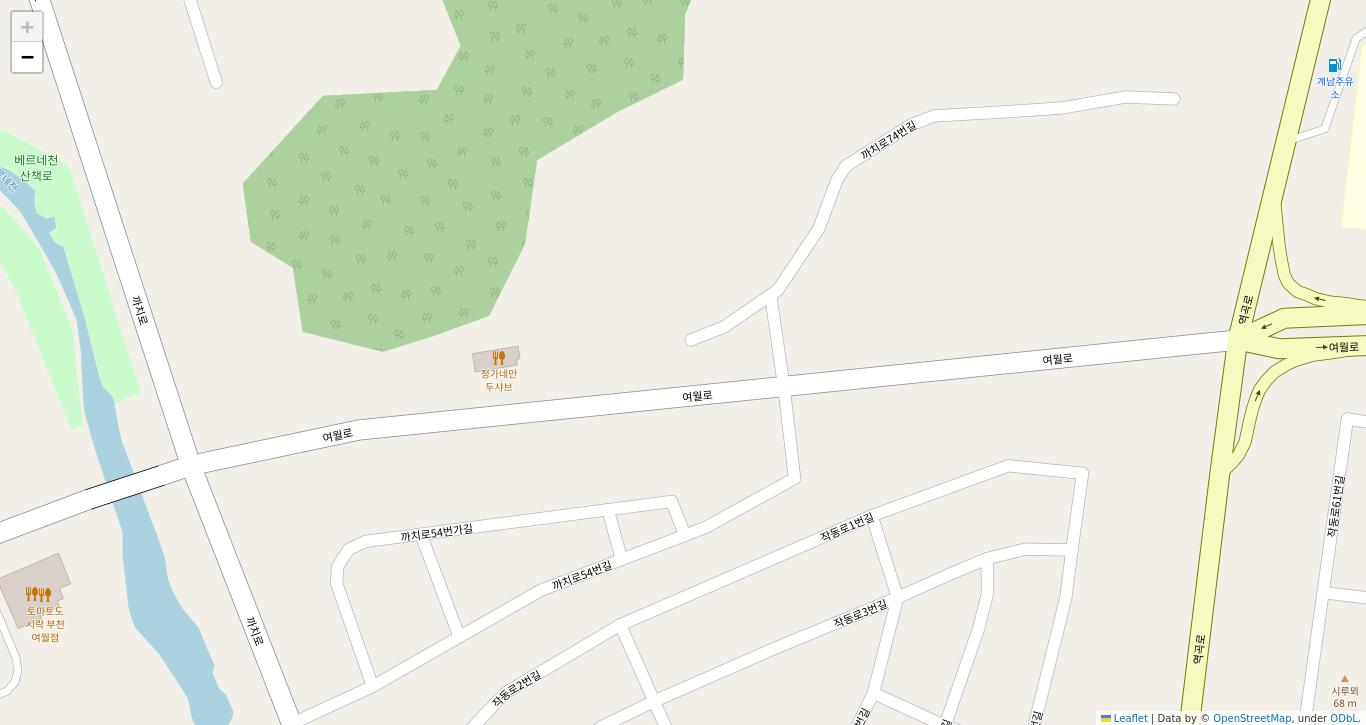 +
−
계남주유
소
까치로74번길
베르네천
산책로
르네천
까치로
역곡로
여월로
여월로
정가네만
두샤브
여월로
여월로
까치로54번가길
작동로1번길
작동로61번길
까치로54번길
토마토도
시락 부천
여월점
작동로3번길
까치로
역곡로
작동로2번길
시루외
68 m
Leaflet | Data by © OpenStreetMap, under ODbL.